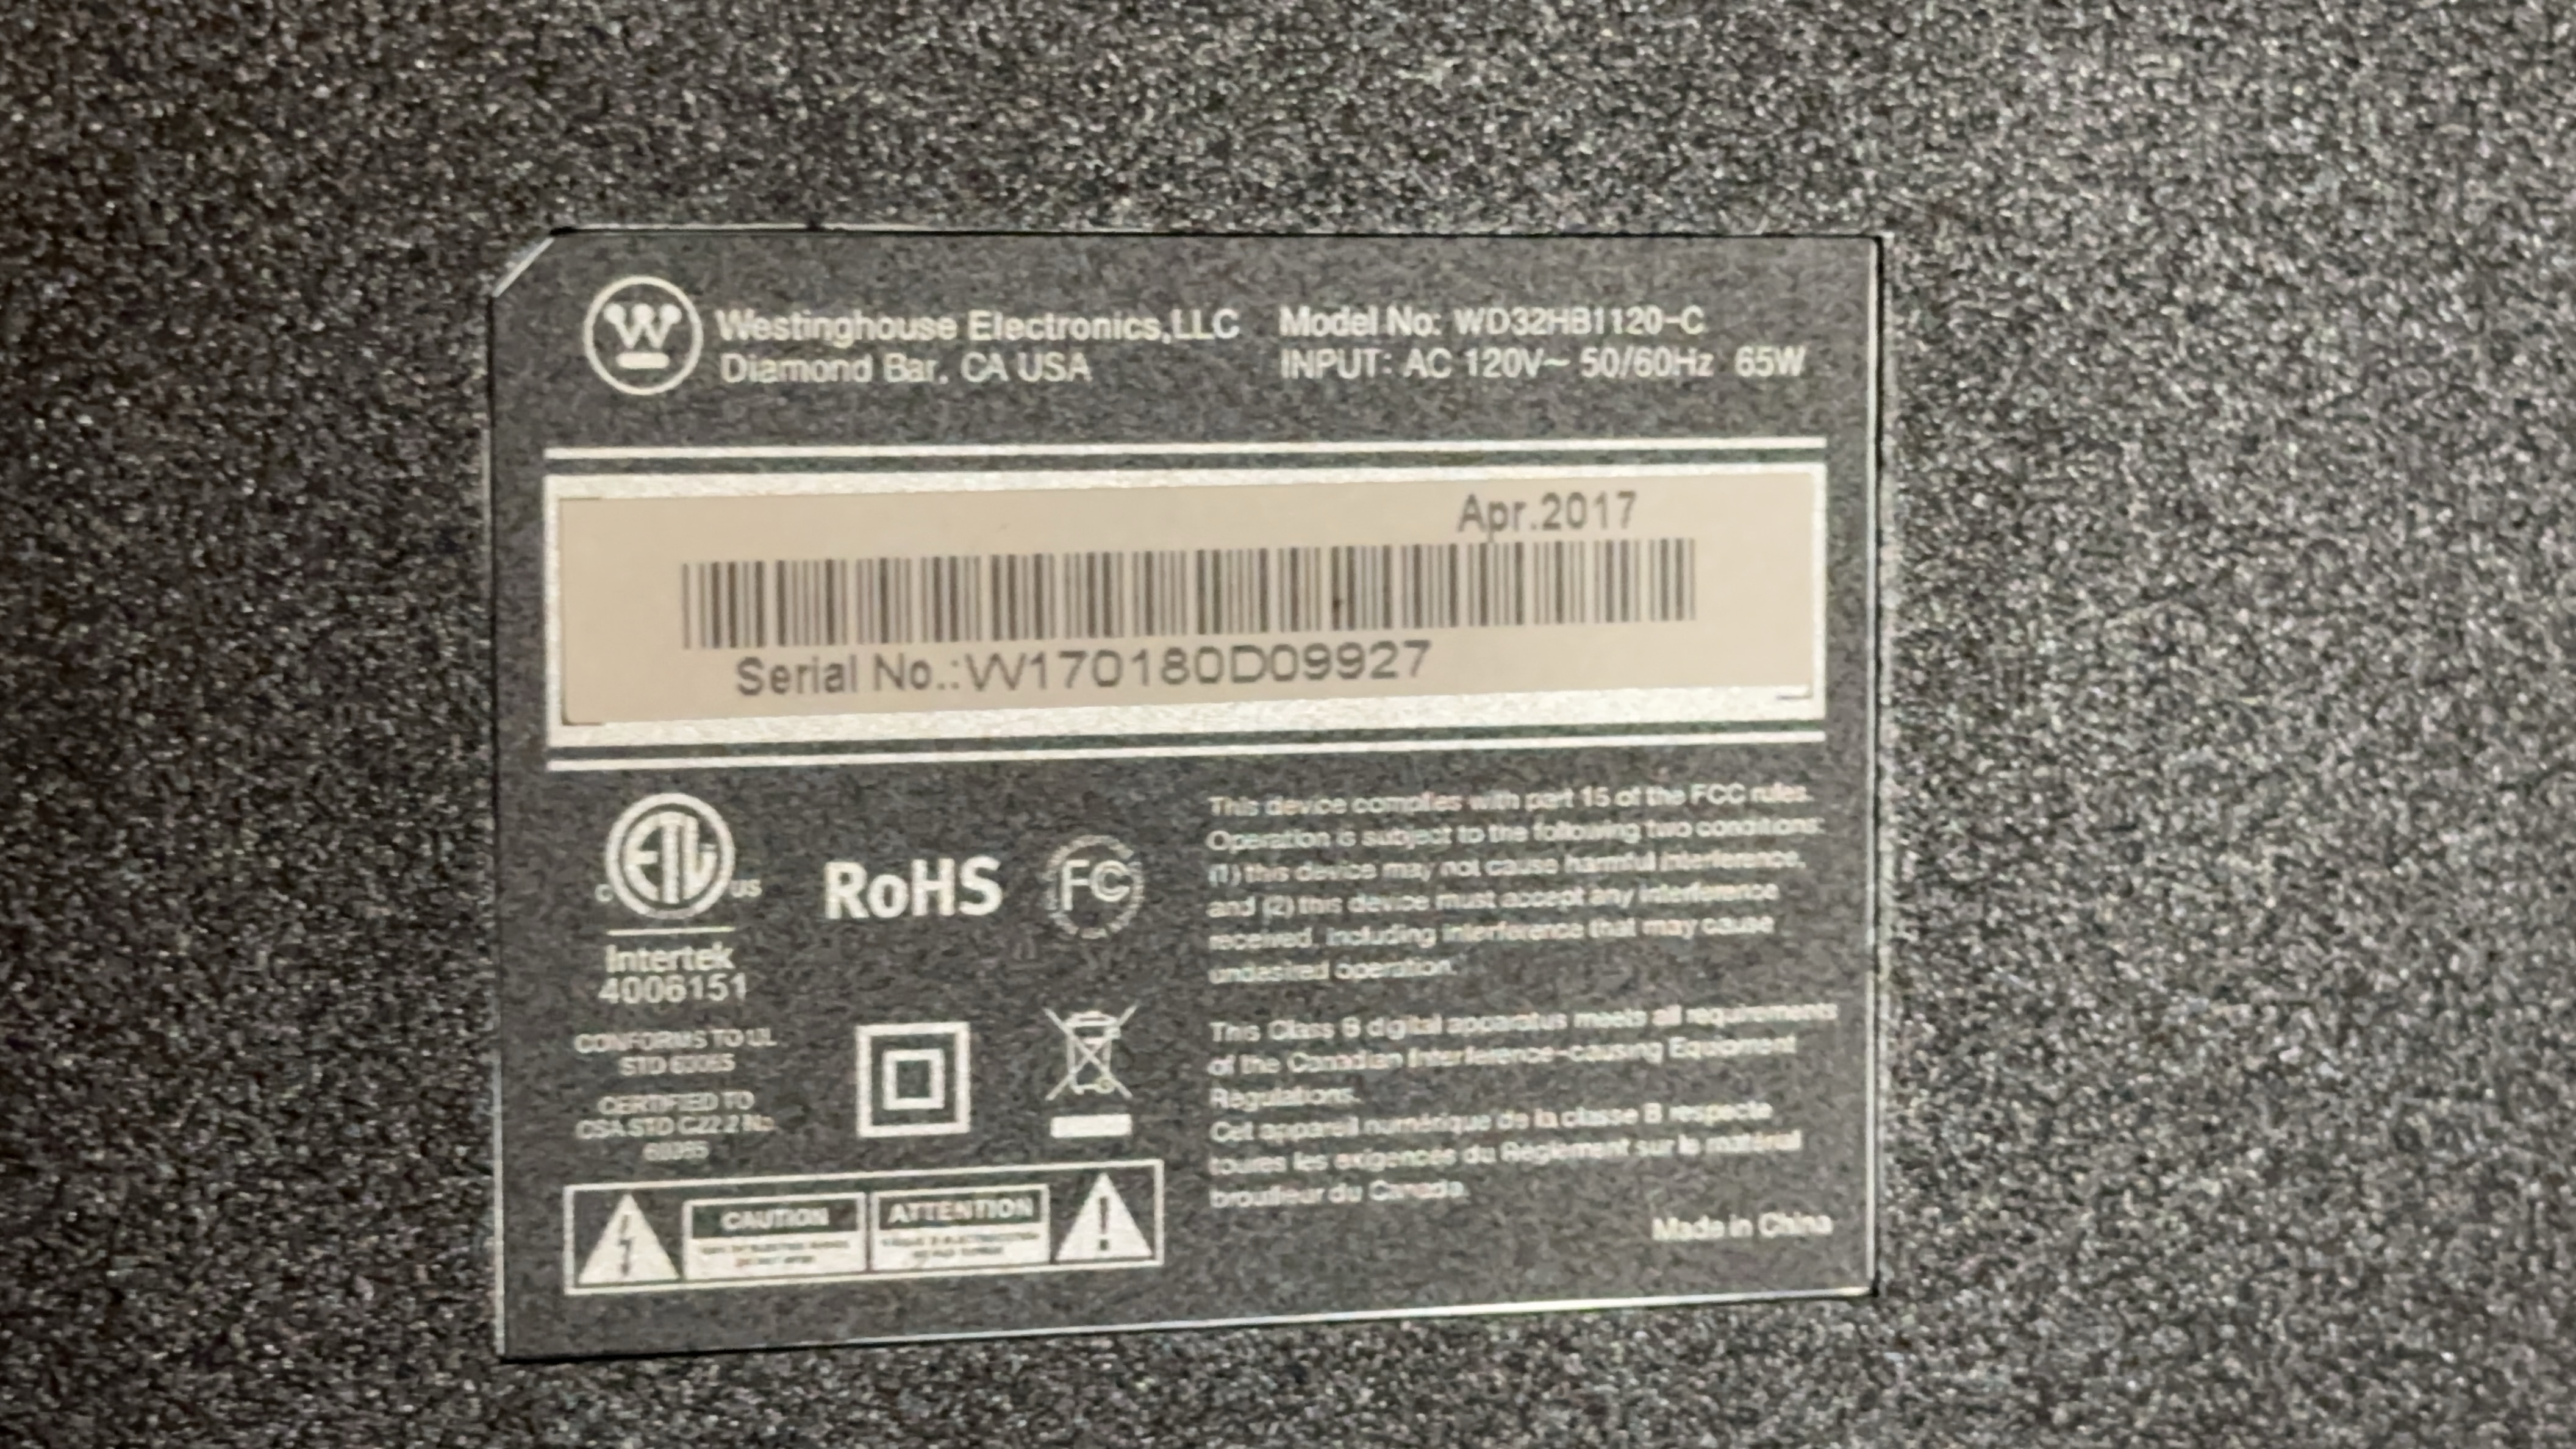 W Westinghouse Electronics,LLC
Diamond Bar, CA USA
Model No: WD32HB1120-C
INPUT: AC 120V~ 50/60Hz 65W
Apr.2017
Serial No.:W170180D09927
ETL
C US
Intertek
4006151
CONFORMS TO UL
STD 60065
CERTIFIED TO
CSA STD C22.2 No.
60065
RoHS
FC
CAUTION
ATTENTION
This device complies with part 15 of the FCC rules.
Operation is subject to the following two conditions:
(1) this device may not cause harmful interference,
and (2) this device must accept any interference
received, including interference that may cause
undesired operation.
This Class B digital apparatus meets all requirements
of the Canadian Interference-causing Equipment
Regulations.
Cet appareil numérique de la classe B respecte
toutes les exigences du Règlement sur le matériel
brouilleur du Canada.
Made in China